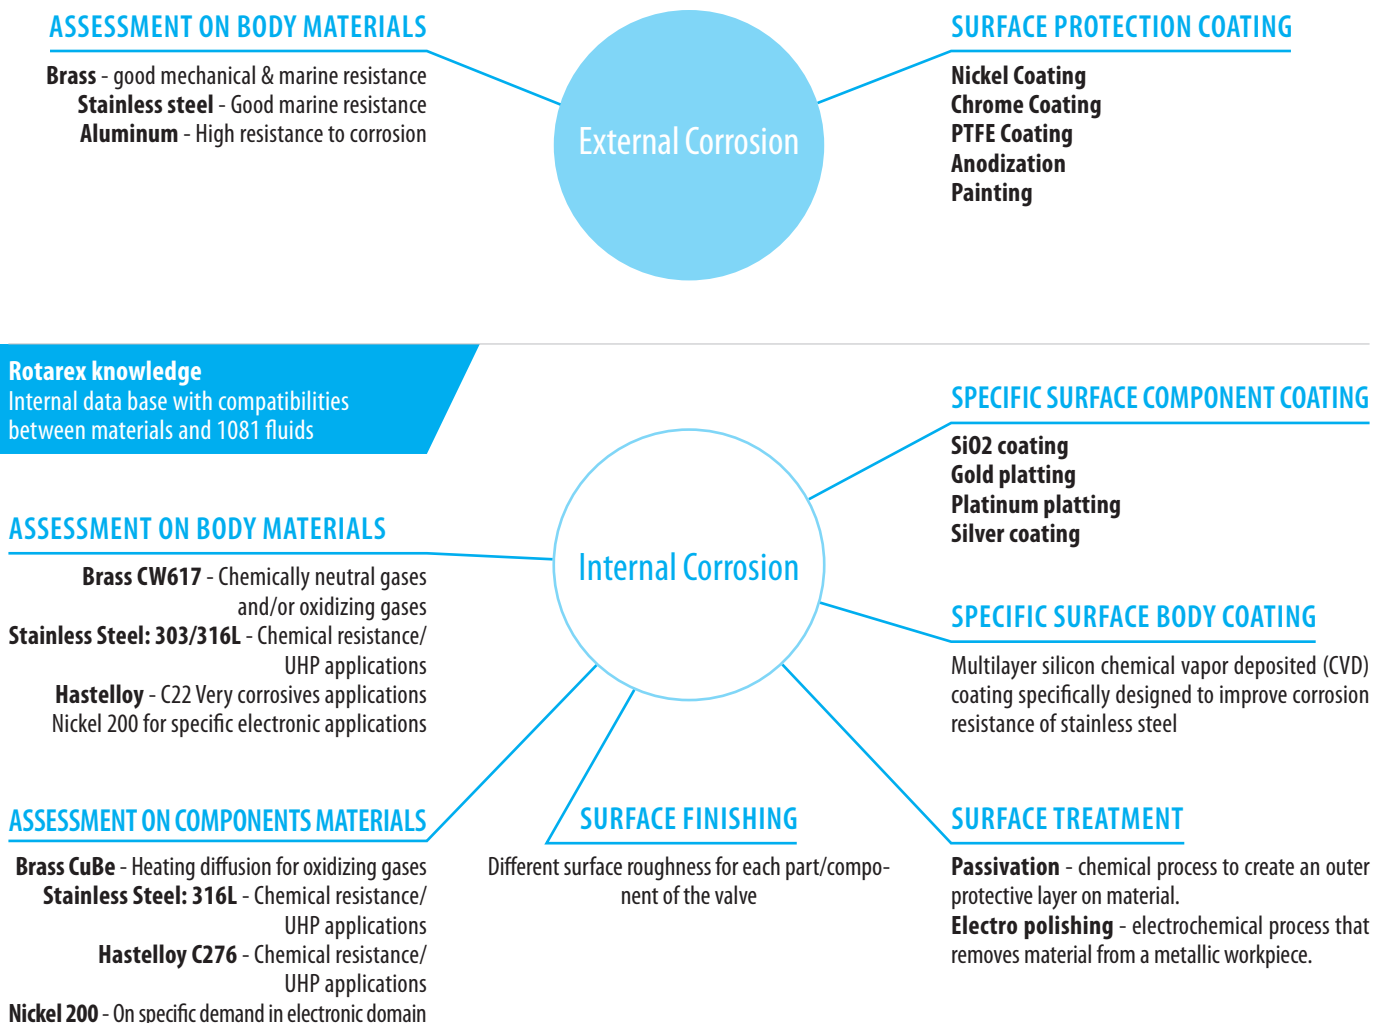 ASSESSMENT ON BODY MATERIALS
Brass - good mechanical & marine resistance
Stainless steel - Good marine resistance
Aluminum - High resistance to corrosion
External Corrosion
SURFACE PROTECTION COATING
Nickel Coating
Chrome Coating
PTFE Coating
Anodization
Painting
Rotarex knowledge
Internal data base with compatibilities
between materials and 1081 fluids
ASSESSMENT ON BODY MATERIALS
Brass CW617 - Chemically neutral gases
and/or oxidizing gases
Stainless Steel: 303/316L - Chemical resistance/
UHP applications
Hastelloy - C22 Very corrosives applications
Nickel 200 for specific electronic applications
ASSESSMENT ON COMPONENTS MATERIALS
Brass CuBe - Heating diffusion for oxidizing gases
Stainless Steel: 316L - Chemical resistance/
UHP applications
Hastelloy C276 - Chemical resistance/
UHP applications
Nickel 200 - On specific demand in electronic domain
Internal Corrosion
SURFACE FINISHING
Different surface roughness for each part/compo-
nent of the valve
SPECIFIC SURFACE COMPONENT COATING
SiO2 coating
Gold platting
Platinum platting
Silver coating
SPECIFIC SURFACE BODY COATING
Multilayer silicon chemical vapor deposited (CVD)
coating specifically designed to improve corrosion
resistance of stainless steel
SURFACE TREATMENT
Passivation - chemical process to create an outer
protective layer on material.
Electro polishing - electrochemical process that
removes material from a metallic workpiece.